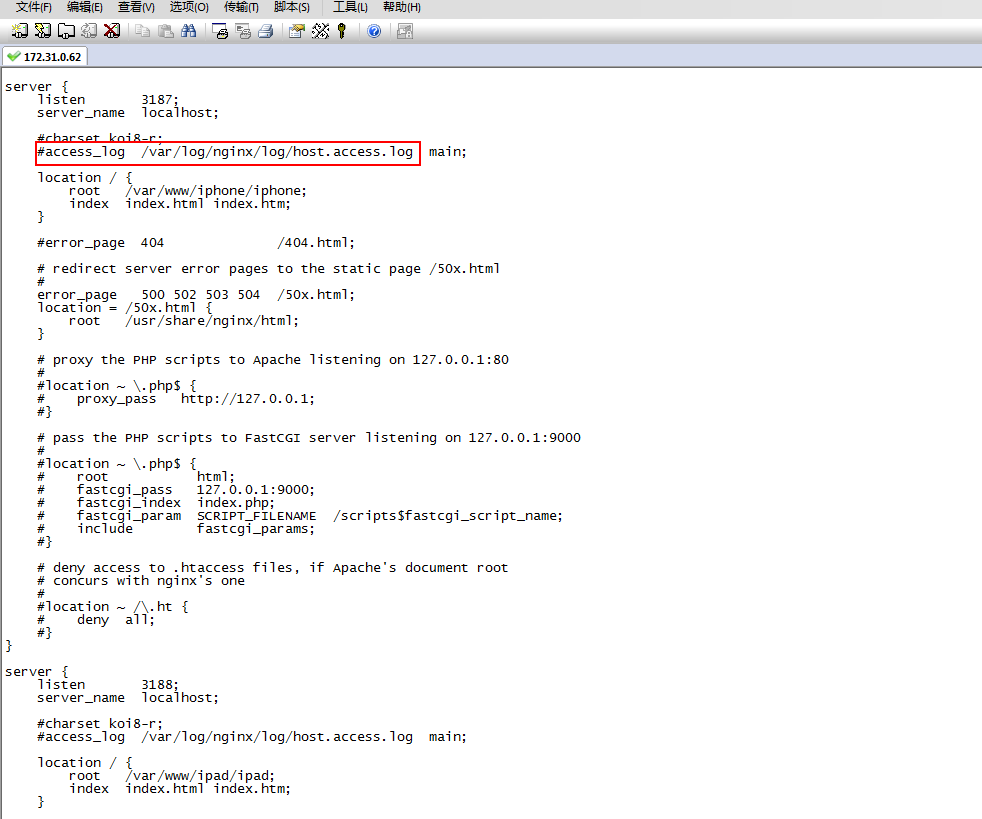 文件(F) 编辑(E) 查看(V) 选项(O) 传输(T) 脚本(S) 工具(L) 帮助(H)
172.31.0.62
server {
    listen       3187;
    server_name  localhost;
    #charset koi8-r;
    #access_log  /var/log/nginx/log/host.access.log  main;
    location / {
        root   /var/www/iphone/iphone;
        index  index.html index.htm;
    }
    #error_page  404              /404.html;
    # redirect server error pages to the static page /50x.html
    #
    error_page   500 502 503 504  /50x.html;
    location = /50x.html {
        root   /usr/share/nginx/html;
    }
    # proxy the PHP scripts to Apache listening on 127.0.0.1:80
    #
    #location ~ \.php$ {
    #    proxy_pass   http://127.0.0.1;
    #}
    # pass the PHP scripts to FastCGI server listening on 127.0.0.1:9000
    #
    #location ~ \.php$ {
    #    root           html;
    #    fastcgi_pass   127.0.0.1:9000;
    #    fastcgi_index  index.php;
    #    fastcgi_param  SCRIPT_FILENAME  /scripts$fastcgi_script_name;
    #    include        fastcgi_params;
    #}
    # deny access to .htaccess files, if Apache's document root
    # concurs with nginx's one
    #
    #location ~ /\.ht {
    #    deny  all;
    #}
}
server {
    listen       3188;
    server_name  localhost;
    #charset koi8-r;
    #access_log  /var/log/nginx/log/host.access.log  main;
    location / {
        root   /var/www/ipad/ipad;
        index  index.html index.htm;
    }